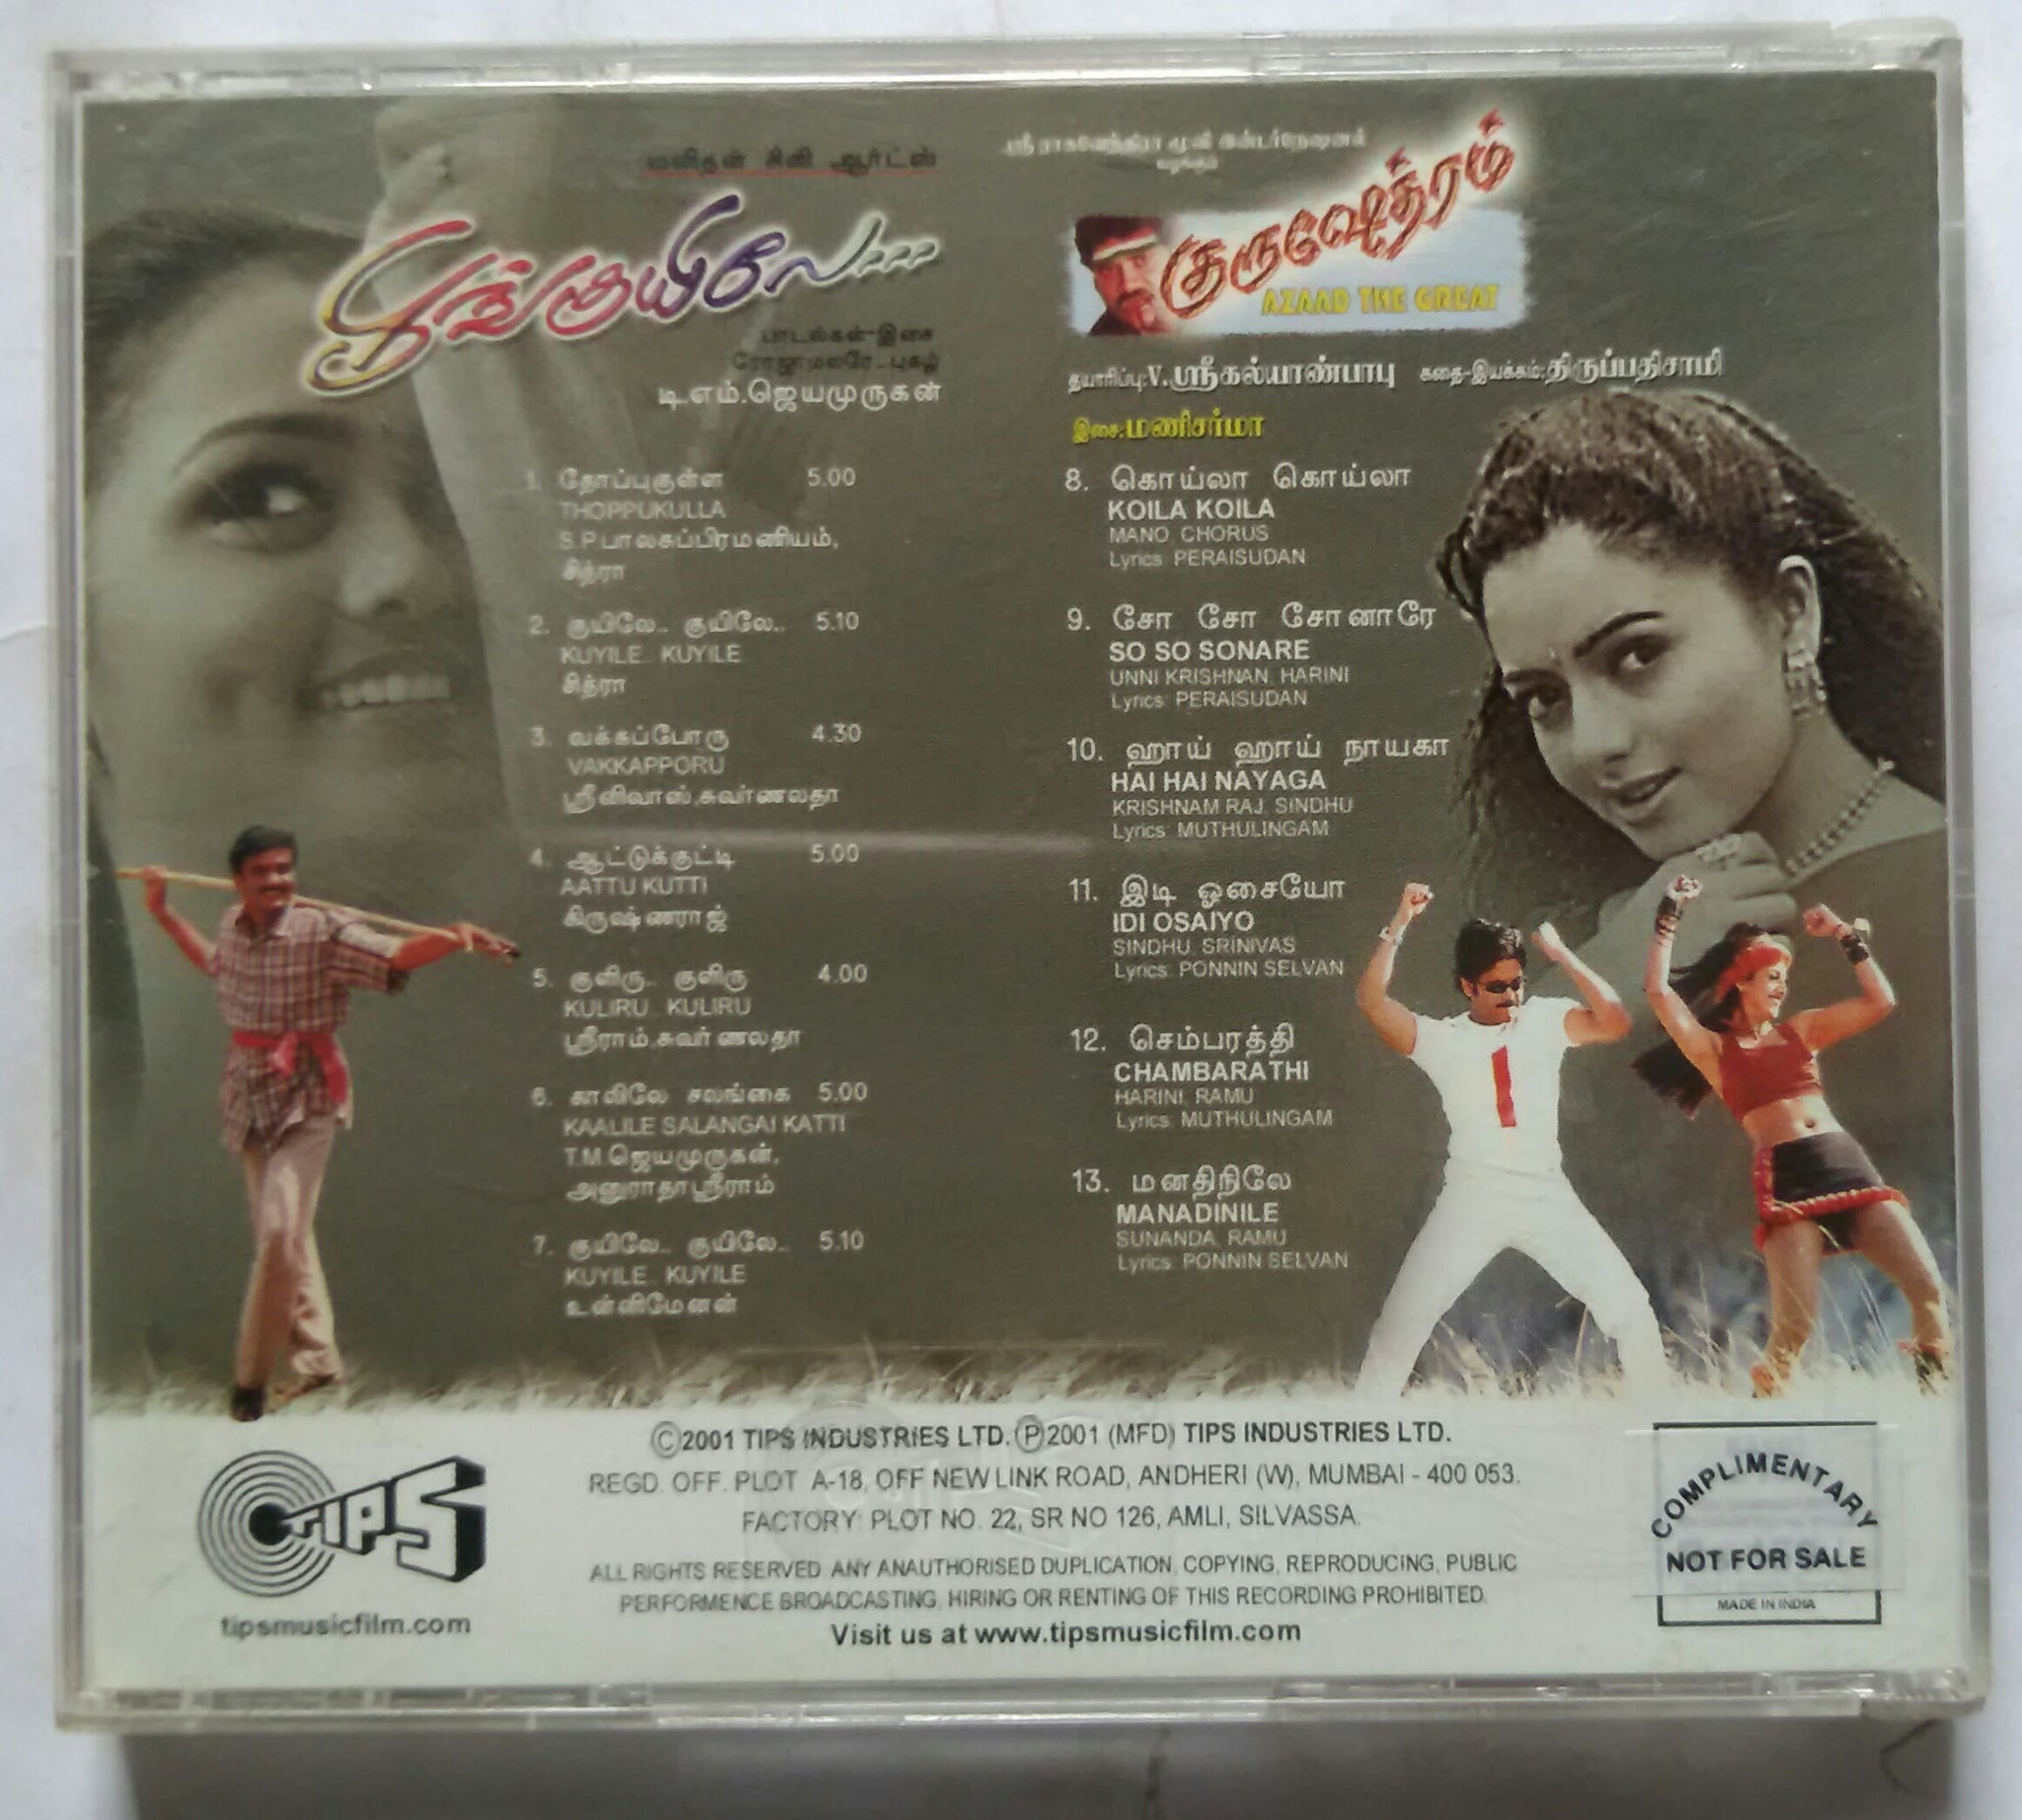 மனிதன் சினி ஆர்ட்ஸ்
பூங்குயிலே...
பாடல்கள்-இசை
ரோஜாமலரே.. புகழ்
டி.எம்.ஜெயமுருகன்
1. தோப்புகுள்ள 5.00
THOPPUKULLA
S.P.பாலசுப்பிரமணியம்,
சித்ரா
2. குயிலே.. குயிலே.. 5.10
KUYILE.. KUYILE
சித்ரா
3. வக்கப்போரு 4.30
VAKKAPPORU
ஸ்ரீனிவாஸ்,சுவர்ணலதா
4. ஆட்டுக்குட்டி 5.00
AATTU KUTTI
கிருஷ்ணராஜ்
5. குளிரு.. குளிரு 4.00
KULIRU.. KULIRU
ஸ்ரீராம்,சுவர்ணலதா
6. காலிலே சலங்கை 5.00
KAALILE SALANGAI KATTI
T.M.ஜெயமுருகன்,
அனுராதாஸ்ரீராம்
7. குயிலே.. குயிலே.. 5.10
KUYILE.. KUYILE
உன்னிமேனன்
ஸ்ரீ ராகவேந்திரா மூவி இன்டர்நேஷனல்
வழங்கும்
குருஷேத்ரம்
AZAAD THE GREAT
தயாரிப்பு:V.ஸ்ரீகல்யாண்பாபு கதை-இயக்கம்:திருப்பதிசாமி
இசை:மணிசர்மா
8. கொய்லா கொய்லா
KOILA KOILA
MANO, CHORUS
Lyrics: PERAISUDAN
9. சோ சோ சோனாரே
SO SO SONARE
UNNI KRISHNAN, HARINI
Lyrics: PERAISUDAN
10. ஹாய் ஹாய் நாயகா
HAI HAI NAYAGA
KRISHNAM RAJ, SINDHU
Lyrics: MUTHULINGAM
11. இடி ஓசையோ
IDI OSAIYO
SINDHU, SRINIVAS
Lyrics: PONNIN SELVAN
12. செம்பரத்தி
CHAMBARATHI
HARINI, RAMU
Lyrics: MUTHULINGAM
13. மனதினிலே
MANADINILE
SUNANDA, RAMU
Lyrics: PONNIN SELVAN
TIPS
tipsmusicfilm.com
©2001 TIPS INDUSTRIES LTD. ℗2001 (MFD) TIPS INDUSTRIES LTD.
REGD. OFF. PLOT A-18, OFF NEW LINK ROAD, ANDHERI (W), MUMBAI - 400 053.
FACTORY: PLOT NO. 22, SR NO 126, AMLI, SILVASSA.
ALL RIGHTS RESERVED. ANY ANAUTHORISED DUPLICATION, COPYING, REPRODUCING, PUBLIC
PERFORMENCE BROADCASTING, HIRING OR RENTING OF THIS RECORDING PROHIBITED.
Visit us at www.tipsmusicfilm.com
COMPLIMENTARY
NOT FOR SALE
MADE IN INDIA